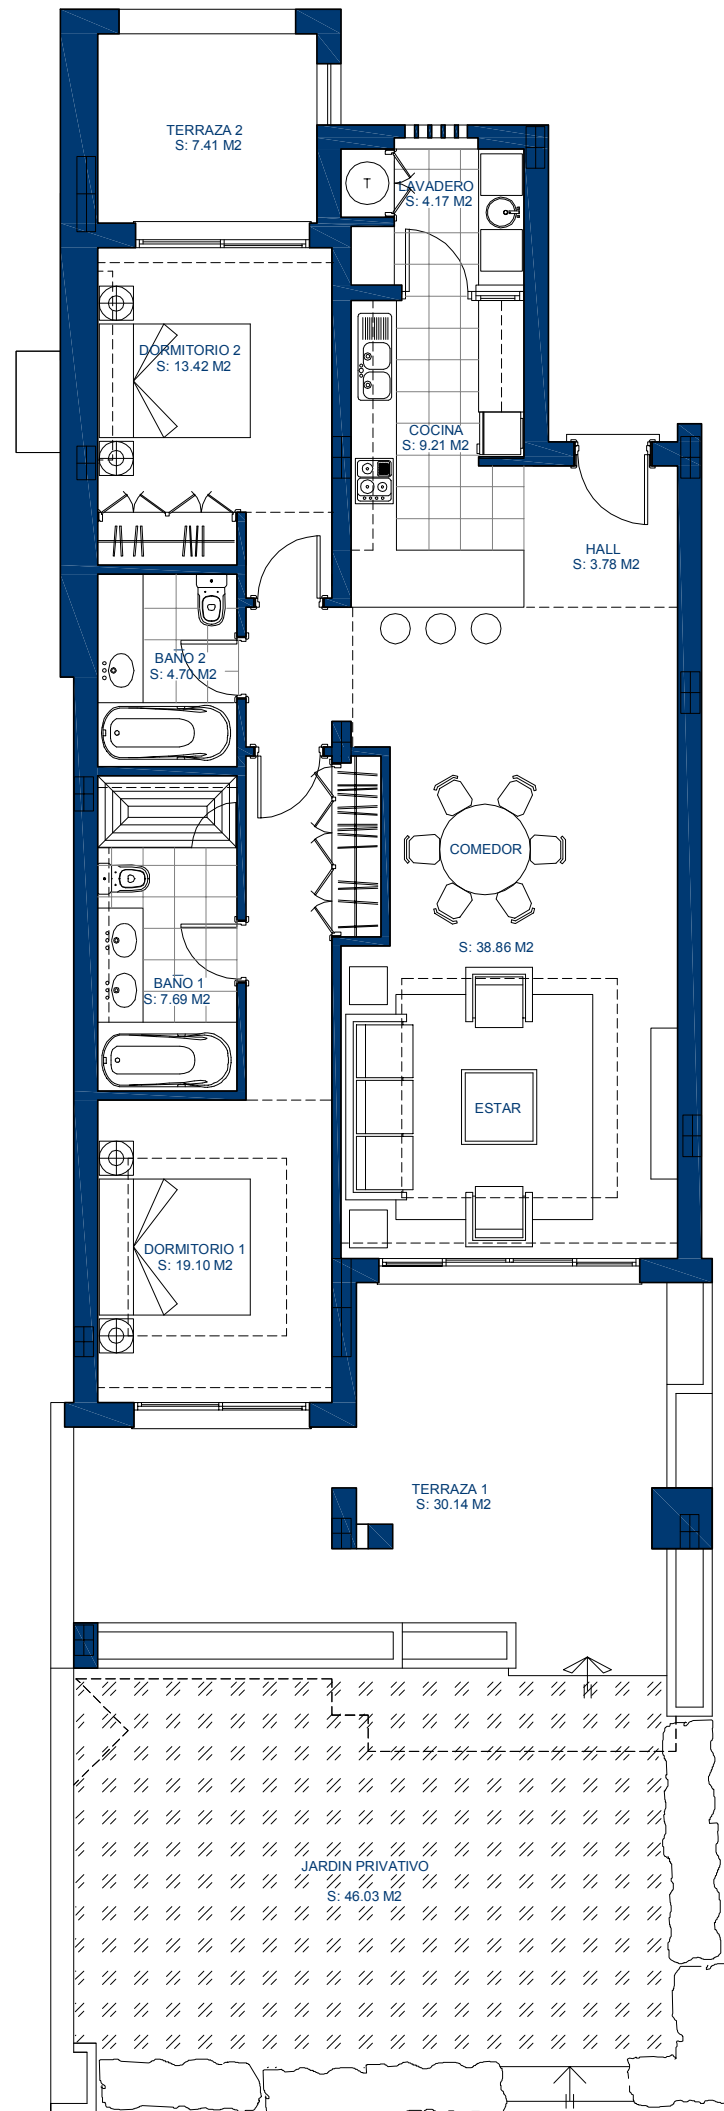 TERRAZA 2
S: 7.41 M2
T
LAVADERO
S: 4.17 M2
DORMITORIO 2
S: 13.42 M2
COCINA
S: 9.21 M2
HALL
S: 3.78 M2
BAÑO 2
S: 4.70 M2
COMEDOR
S: 38.86 M2
BAÑO 1
S: 7.69 M2
ESTAR
DORMITORIO 1
S: 19.10 M2
TERRAZA 1
S: 30.14 M2
JARDIN PRIVATIVO
S: 46.03 M2